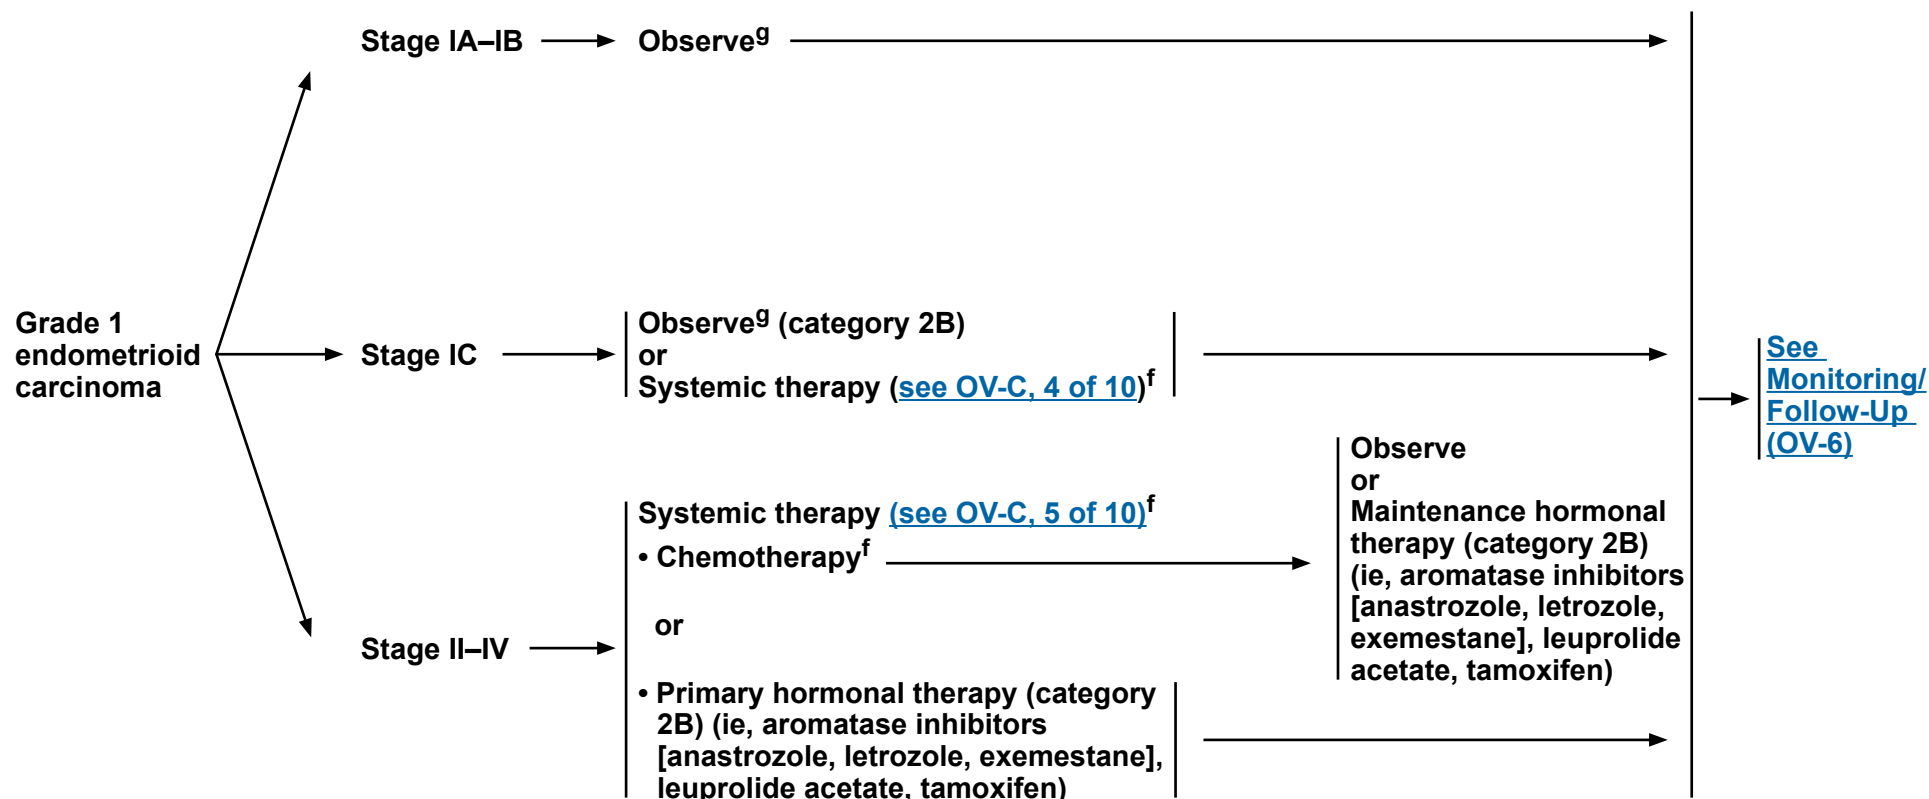 Stage IA–IB
Observeg
Grade 1
endometrioid
carcinoma
Stage IC
Observeg (category 2B)
or
Systemic therapy (see OV-C, 4 of 10)f
Stage II–IV
Systemic therapy (see OV-C, 5 of 10)f
• Chemotherapyf
or
• Primary hormonal therapy (category
2B) (ie, aromatase inhibitors
[anastrozole, letrozole, exemestane],
leuprolide acetate, tamoxifen)
Observe
or
Maintenance hormonal
therapy (category 2B)
(ie, aromatase inhibitors
[anastrozole, letrozole,
exemestane], leuprolide
acetate, tamoxifen)
See
Monitoring/
Follow-Up
(OV-6)